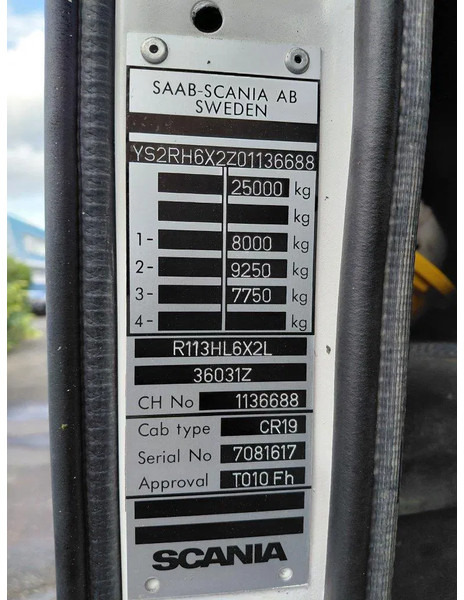 SAAB-SCANIA AB
SWEDEN
YS2RH6X2Z01136688
25000 kg
kg
1- 8000 kg
2- 9250 kg
3- 7750 kg
4- kg
R113HL6X2L
36031Z
CH No 1136688
Cab type CR19
Serial No 7081617
Approval T010 Fh
SCANIA